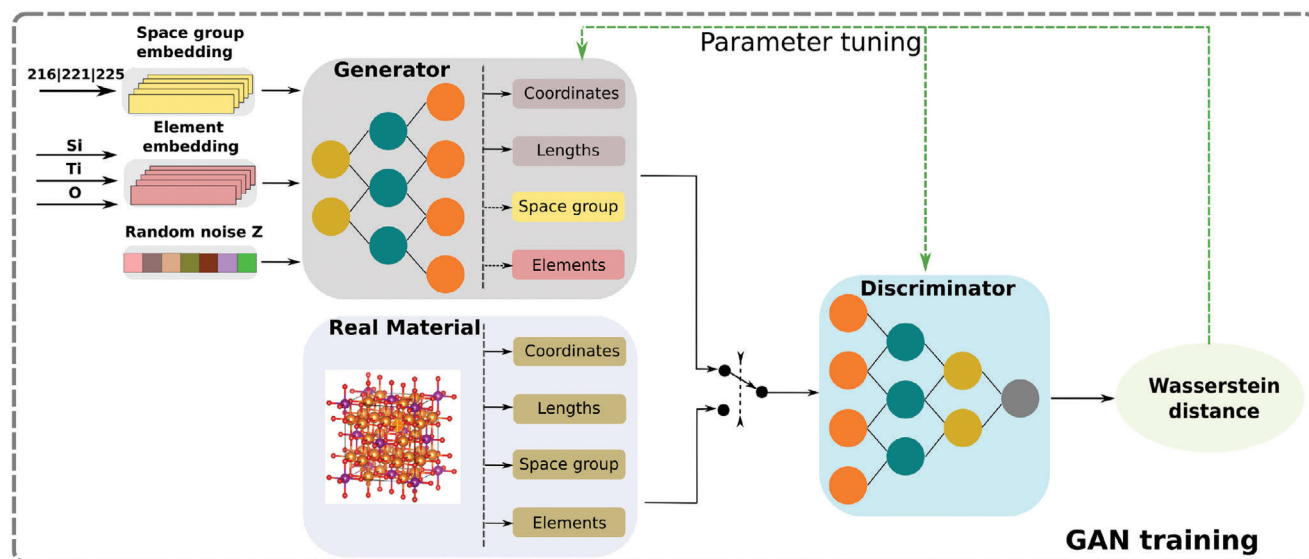 Space group
embedding
216|221|225
Element
embedding
Si
Ti
O
Random noise Z
Generator
Coordinates
Lengths
Space group
Elements
Parameter tuning
Real Material
Coordinates
Lengths
Space group
Elements
Discriminator
Wasserstein
distance
GAN training